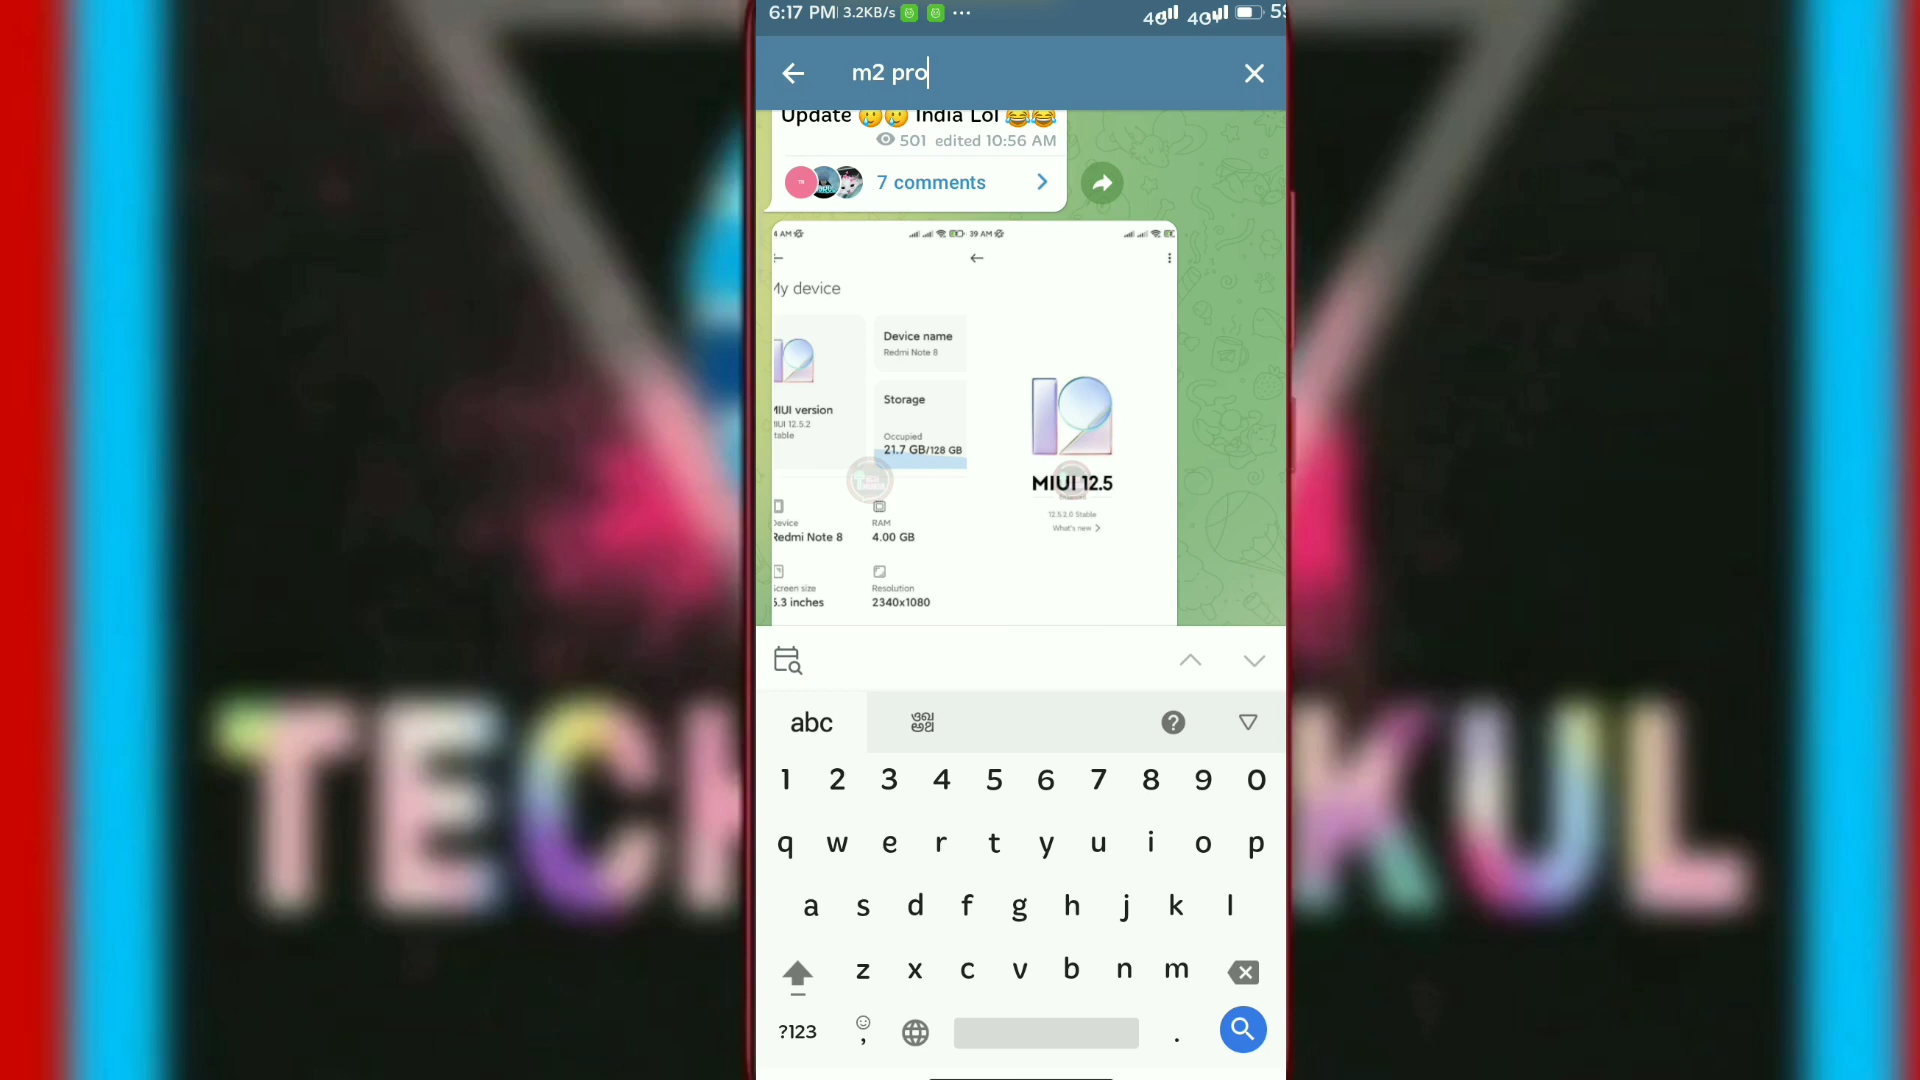 6:17 PM 3.2KB/s
m2 pro
Update 🥲🥲 India Lol 😂😂
501 edited 10:56 AM
7 comments
4 AM
39 AM
My device
Device name
Redmi Note 8
MIUI version
MIUI 12.5.2
Stable
Storage
Occupied
21.7 GB/128 GB
Device
Redmi Note 8
RAM
4.00 GB
Screen size
6.3 inches
Resolution
2340x1080
MIUI 12.5
12.5.2.0 Stable
What's new >
abc
1 2 3 4 5 6 7 8 9 0
q w e r t y u i o p
a s d f g h j k l
z x c v b n m
?123 , .
TECH KUL